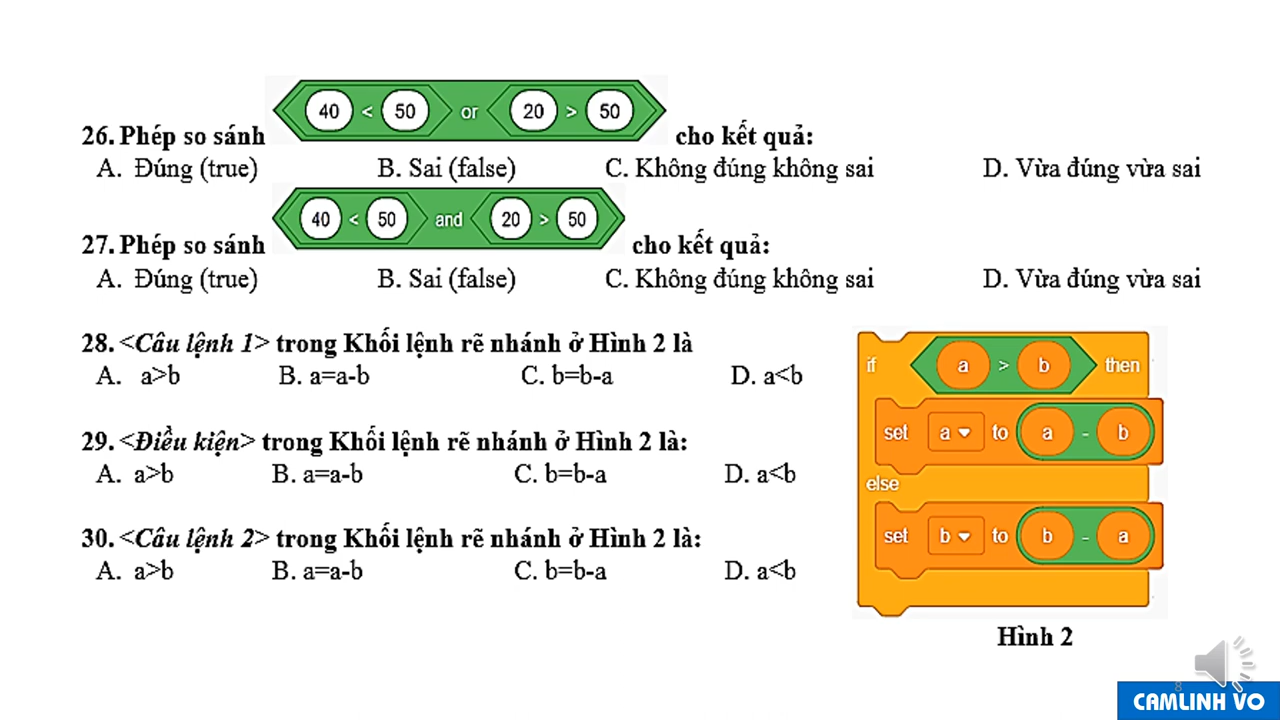 26. Phép so sánh 40 < 50 or 20 > 50 cho kết quả:
A. Đúng (true) B. Sai (false) C. Không đúng không sai D. Vừa đúng vừa sai
27. Phép so sánh 40 < 50 and 20 > 50 cho kết quả:
A. Đúng (true) B. Sai (false) C. Không đúng không sai D. Vừa đúng vừa sai
28. <Câu lệnh 1> trong Khối lệnh rẽ nhánh ở Hình 2 là
A. a>b B. a=a-b C. b=b-a D. a<b
29. <Điều kiện> trong Khối lệnh rẽ nhánh ở Hình 2 là:
A. a>b B. a=a-b C. b=b-a D. a<b
30. <Câu lệnh 2> trong Khối lệnh rẽ nhánh ở Hình 2 là:
A. a>b B. a=a-b C. b=b-a D. a<b
if a > b then
set a to a - b
else
set b to b - a
Hình 2
8
CAMLINH VO